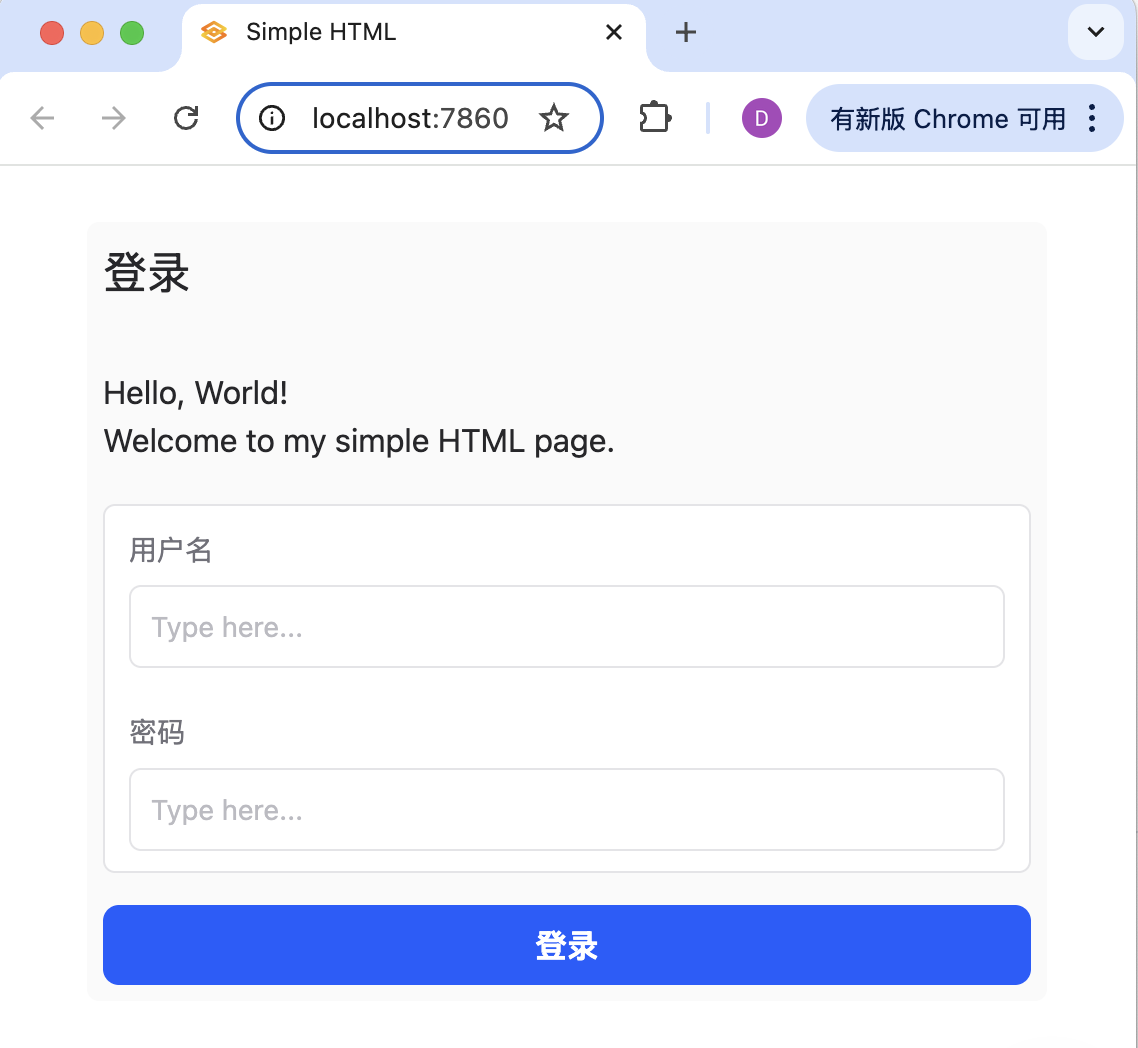 Simple HTML
localhost:7860
D
有新版 Chrome 可用
登录
Hello, World!
Welcome to my simple HTML page.
用户名
Type here...
密码
Type here...
登录